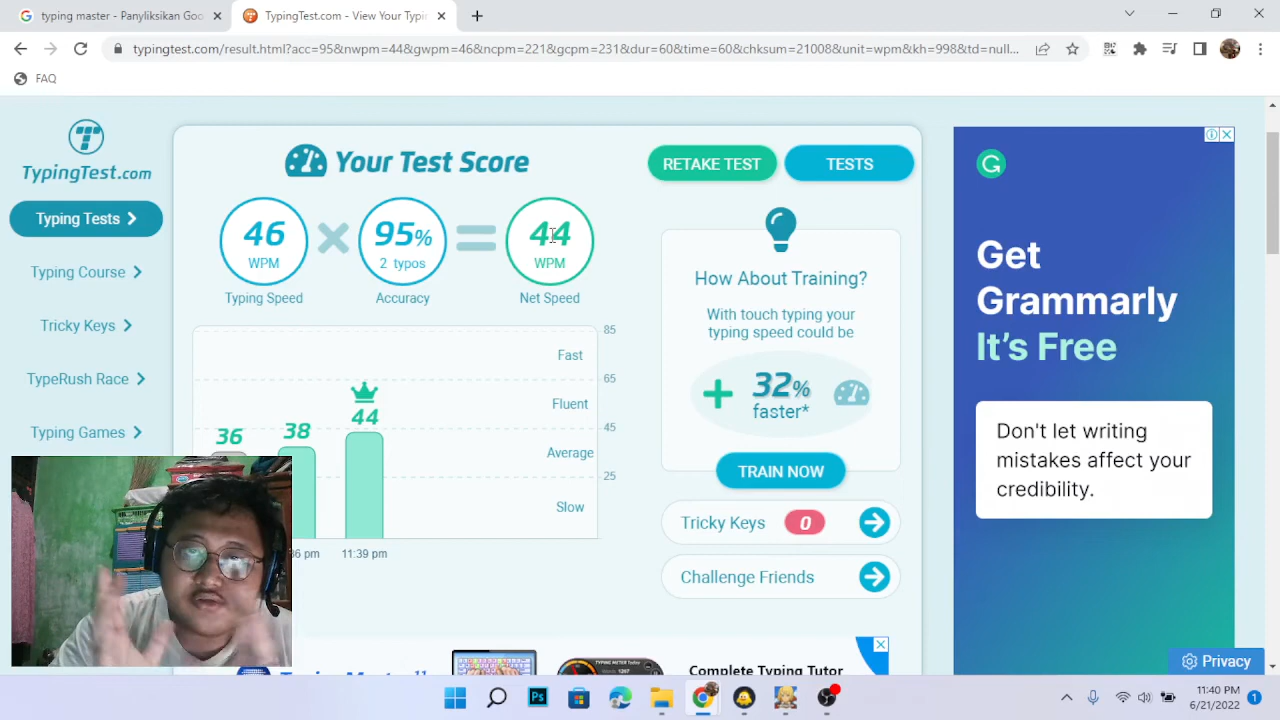 typing master - Panyliksikan Goo
TypingTest.com - View Your Typin
typingtest.com/result.html?acc=95&nwpm=44&gwpm=46&ncpm=221&gcpm=231&dur=60&time=60&chksum=21008&unit=wpm&kh=998&td=null...
FAQ
TypingTest.com
Typing Tests
Typing Course
Tricky Keys
TypeRush Race
Typing Games
Your Test Score
RETAKE TEST
TESTS
46
WPM
Typing Speed
95%
2 typos
Accuracy
44
WPM
Net Speed
85
Fast
65
Fluent
45
Average
25
Slow
36
38
44
36 pm
11:39 pm
How About Training?
With touch typing your
typing speed could be
+ 32%
faster*
TRAIN NOW
Tricky Keys 0
Challenge Friends
Get
Grammarly
It's Free
Don't let writing
mistakes affect your
credibility.
Complete Typing Tutor
Privacy
Ps
11:40 PM
6/21/2022
1